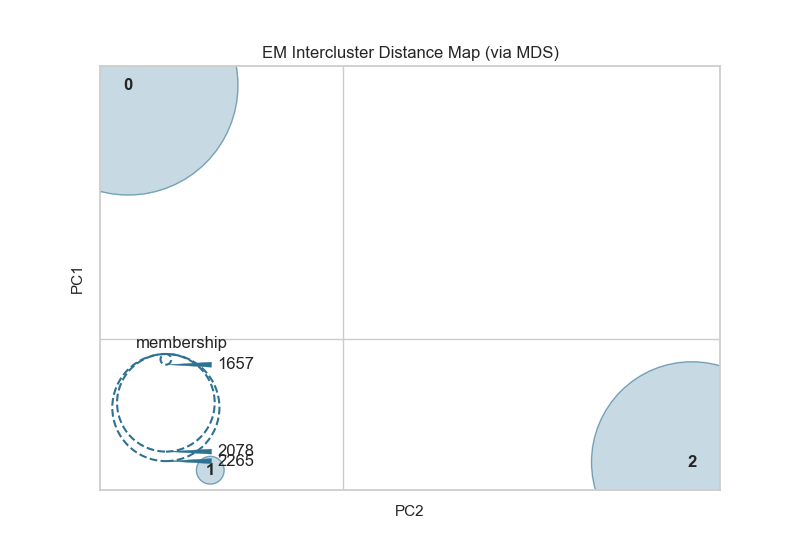 EM Intercluster Distance Map (via MDS)
0
PC1
membership
1657
2078
2265
1
2
PC2